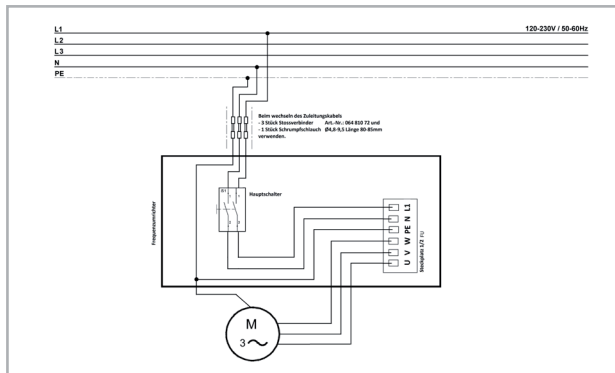 L1
120-230V / 50-60Hz
L2
L3
N
PE
Beim wechseln des Zuleitungskabels
- 3 Stück Stossverbinder Art.-Nr.: 064 810 72 und
- 1 Stück Schrumpfschlauch Ø4,8-9,5 Länge 80-85mm
verwenden.
Hauptschalter
Frequenzumrichter
U V W PE N L1
Steckplatz 1/2 FU
M
3